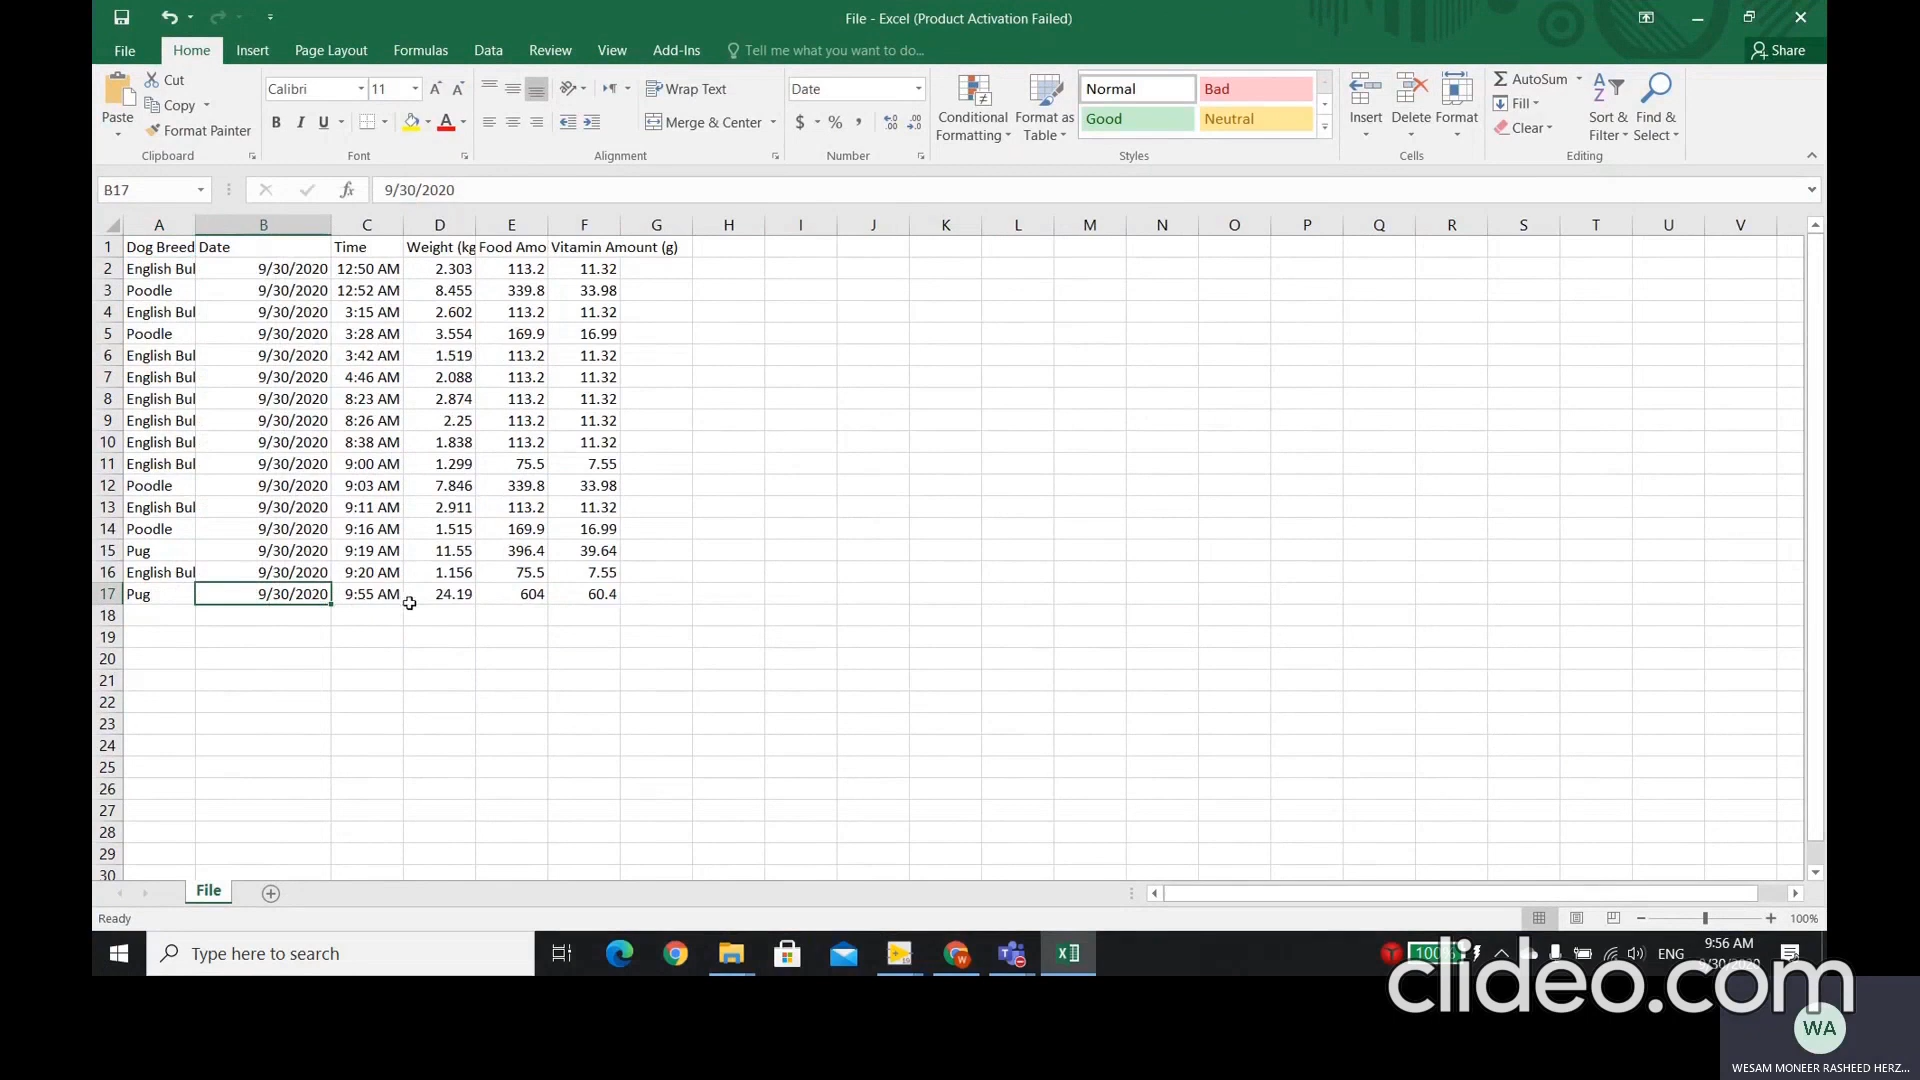 File - Excel (Product Activation Failed)
File Home Insert Page Layout Formulas Data Review View Add-Ins Tell me what you want to do... Share
Paste Cut Copy Format Painter Clipboard
Calibri 11 B I U A Font
Wrap Text Merge & Center Alignment
Date $ % , Number
Conditional Formatting Format as Table
Normal Bad
Good Neutral
Styles
Insert Delete Format Cells
AutoSum Fill Clear Sort & Filter Find & Select Editing
B17 fx 9/30/2020
A B C D E F G H I J K L M N O P Q R S T U V
1 Dog Breed Date Time Weight (kg Food Amo Vitamin Amount (g)
2 English Bul 9/30/2020 12:50 AM 2.303 113.2 11.32
3 Poodle 9/30/2020 12:52 AM 8.455 339.8 33.98
4 English Bul 9/30/2020 3:15 AM 2.602 113.2 11.32
5 Poodle 9/30/2020 3:28 AM 3.554 169.9 16.99
6 English Bul 9/30/2020 3:42 AM 1.519 113.2 11.32
7 English Bul 9/30/2020 4:46 AM 2.088 113.2 11.32
8 English Bul 9/30/2020 8:23 AM 2.874 113.2 11.32
9 English Bul 9/30/2020 8:26 AM 2.25 113.2 11.32
10 English Bul 9/30/2020 8:38 AM 1.838 113.2 11.32
11 English Bul 9/30/2020 9:00 AM 1.299 75.5 7.55
12 Poodle 9/30/2020 9:03 AM 7.846 339.8 33.98
13 English Bul 9/30/2020 9:11 AM 2.911 113.2 11.32
14 Poodle 9/30/2020 9:16 AM 1.515 169.9 16.99
15 Pug 9/30/2020 9:19 AM 11.55 396.4 39.64
16 English Bul 9/30/2020 9:20 AM 1.156 75.5 7.55
17 Pug 9/30/2020 9:55 AM 24.19 604 60.4
18
19
20
21
22
23
24
25
26
27
28
29
30
File
Ready 100%
Type here to search 100% ENG 9:56 AM
9/30/2020
clideo.com
WA
WESAM MONEER RASHEED HERZ...